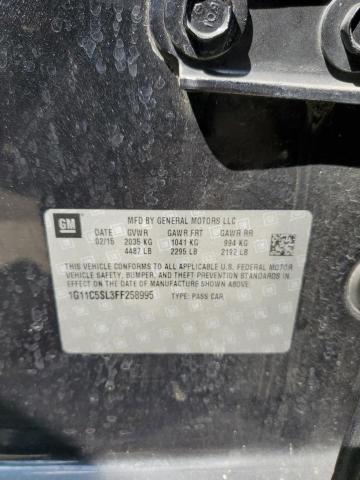 10.9
GM
MFD BY GENERAL MOTORS LLC
DATE GVWR GAWR FRT GAWR RR
02/15 2035 KG 1041 KG 994 KG
4487 LB 2295 LB 2192 LB
THIS VEHICLE CONFORMS TO ALL APPLICABLE U.S. FEDERAL MOTOR
VEHICLE SAFETY, BUMPER, AND THEFT PREVENTION STANDARDS IN
EFFECT ON THE DATE OF MANUFACTURE SHOWN ABOVE.
1G11C5SL3FF258995 TYPE: PASS CAR